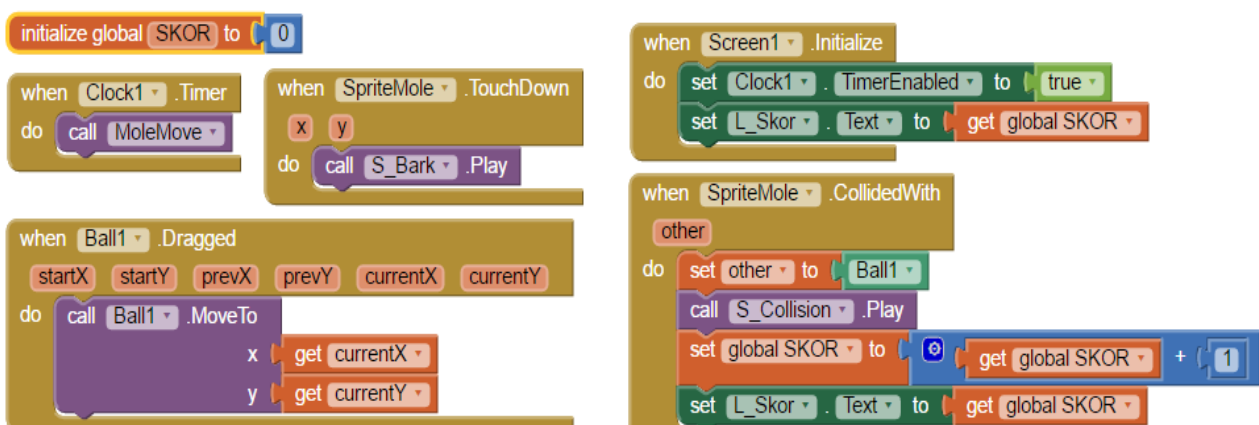 initialize global SKOR to 0
when Clock1 .Timer
do call MoleMove
when SpriteMole .TouchDown
x y
do call S_Bark .Play
when Ball1 .Dragged
startX startY prevX prevY currentX currentY
do call Ball1 .MoveTo
x get currentX
y get currentY
when Screen1 .Initialize
do set Clock1 . TimerEnabled to true
set L_Skor . Text to get global SKOR
when SpriteMole .CollidedWith
other
do set other to Ball1
call S_Collision .Play
set global SKOR to get global SKOR + 1
set L_Skor . Text to get global SKOR